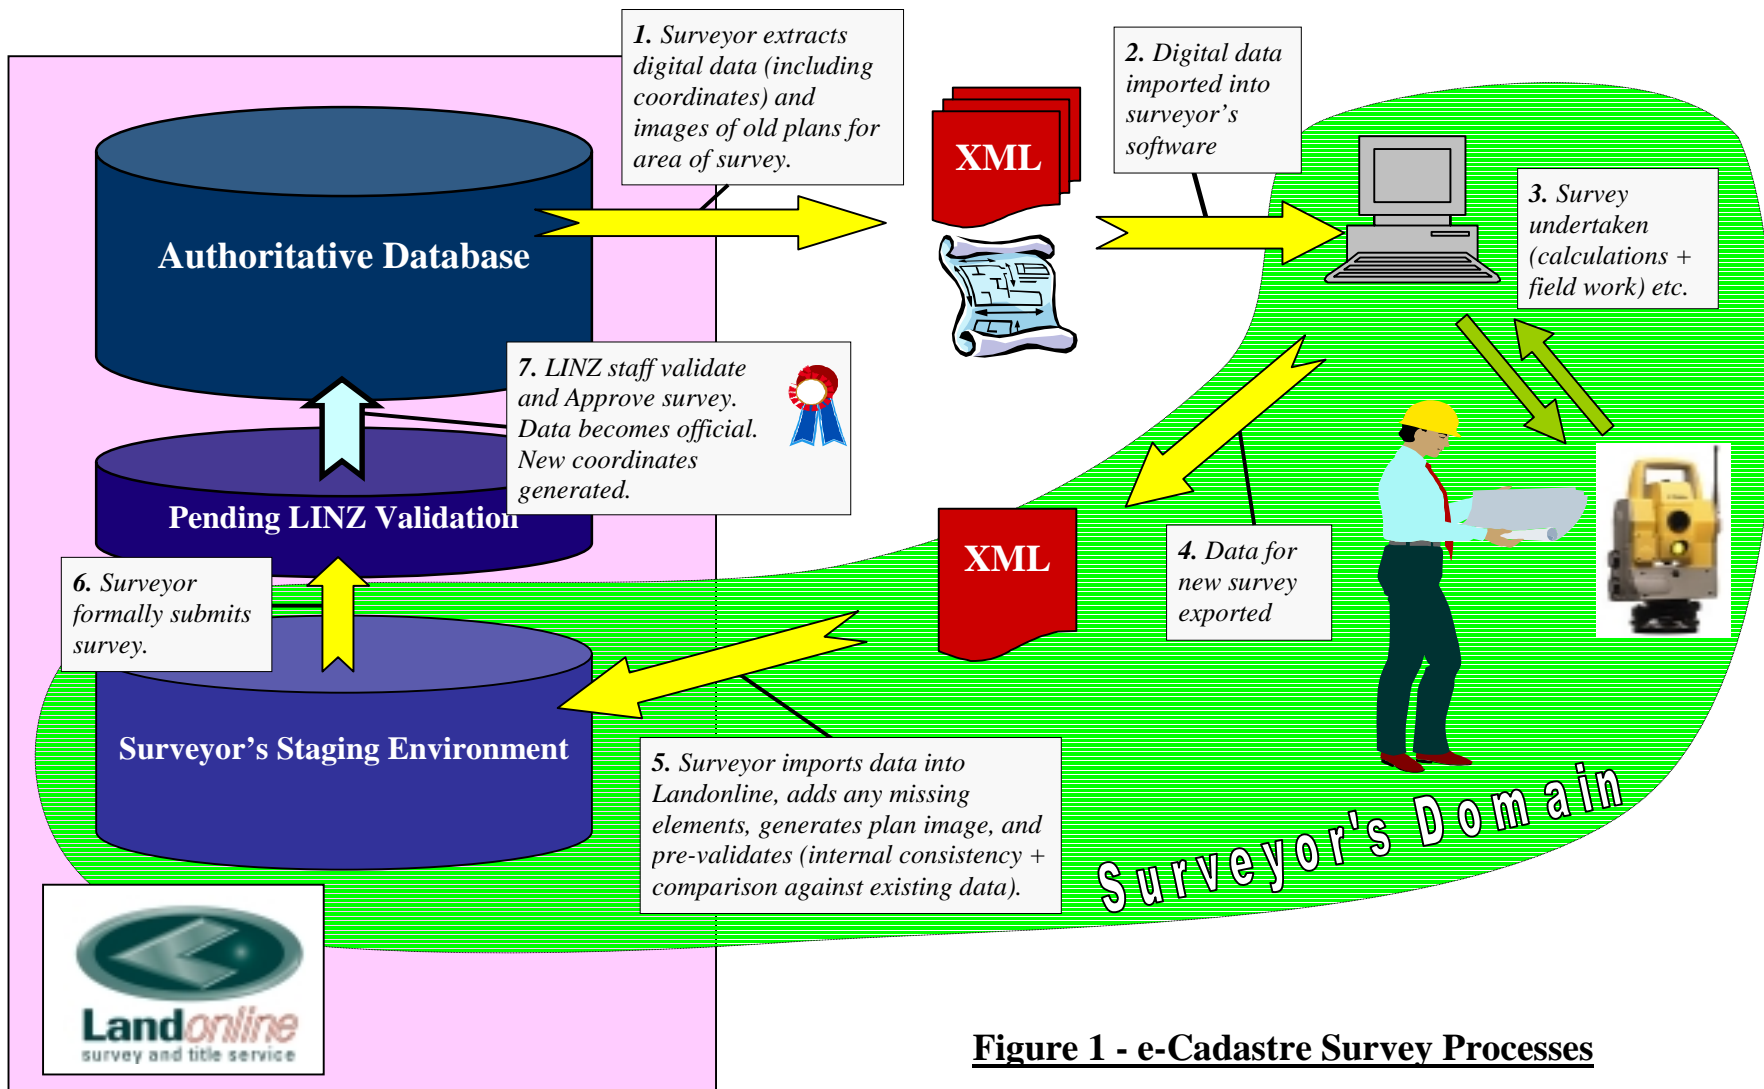 1. Surveyor extracts
digital data (including
coordinates) and
images of old plans for
area of survey.
2. Digital data
imported into
surveyor's
software
XML
3. Survey
undertaken
(calculations +
field work) etc.
Authoritative Database
7. LINZ staff validate
and Approve survey.
Data becomes official.
New coordinates
generated.
Pending LINZ Validation
XML
4. Data for
new survey
exported
6. Surveyor
formally submits
survey.
Surveyor's Staging Environment
5. Surveyor imports data into
Landonline, adds any missing
elements, generates plan image, and
pre-validates (internal consistency +
comparison against existing data).
Surveyor's Domain
Landonline
survey and title service
Figure 1 - e-Cadastre Survey Processes